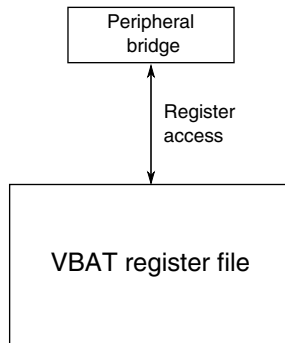 Peripheral
bridge
Register
access
VBAT register file